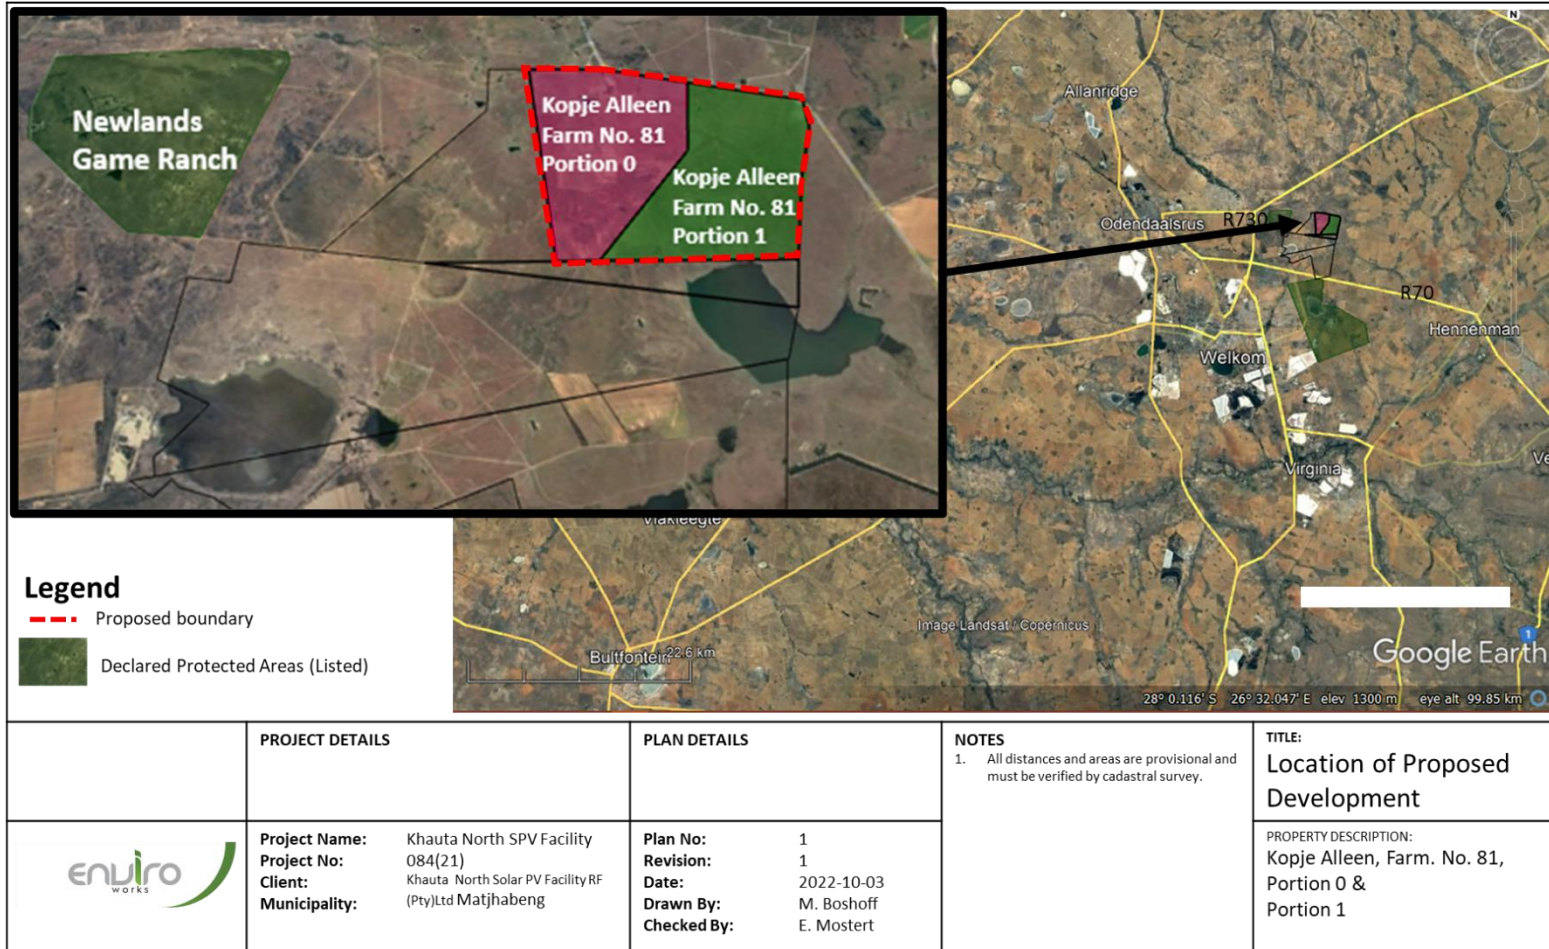 Newlands
Game Ranch
Kopje Alleen
Farm No. 81
Portion 0
Kopje Alleen
Farm No. 81
Portion 1
N
Allanridge
Odendaalsrus
R730
R70
Hennenman
Welkom
Virginia
Ve
Vlakleegte
Image Landsat / Copernicus
Bultfontein
22.6 km
1
Google Earth
28° 0.116' S 26° 32.047' E elev 1300 m eye alt 99.85 km
Legend
Proposed boundary
Declared Protected Areas (Listed)
PROJECT DETAILS
enviro
works
Project Name: Khauta North SPV Facility
Project No: 084(21)
Client: Khauta North Solar PV Facility RF
Municipality: (Pty)Ltd Matjhabeng
PLAN DETAILS
Plan No: 1
Revision: 1
Date: 2022-10-03
Drawn By: M. Boshoff
Checked By: E. Mostert
NOTES
1. All distances and areas are provisional and
must be verified by cadastral survey.
TITLE:
Location of Proposed
Development
PROPERTY DESCRIPTION:
Kopje Alleen, Farm. No. 81,
Portion 0 &
Portion 1